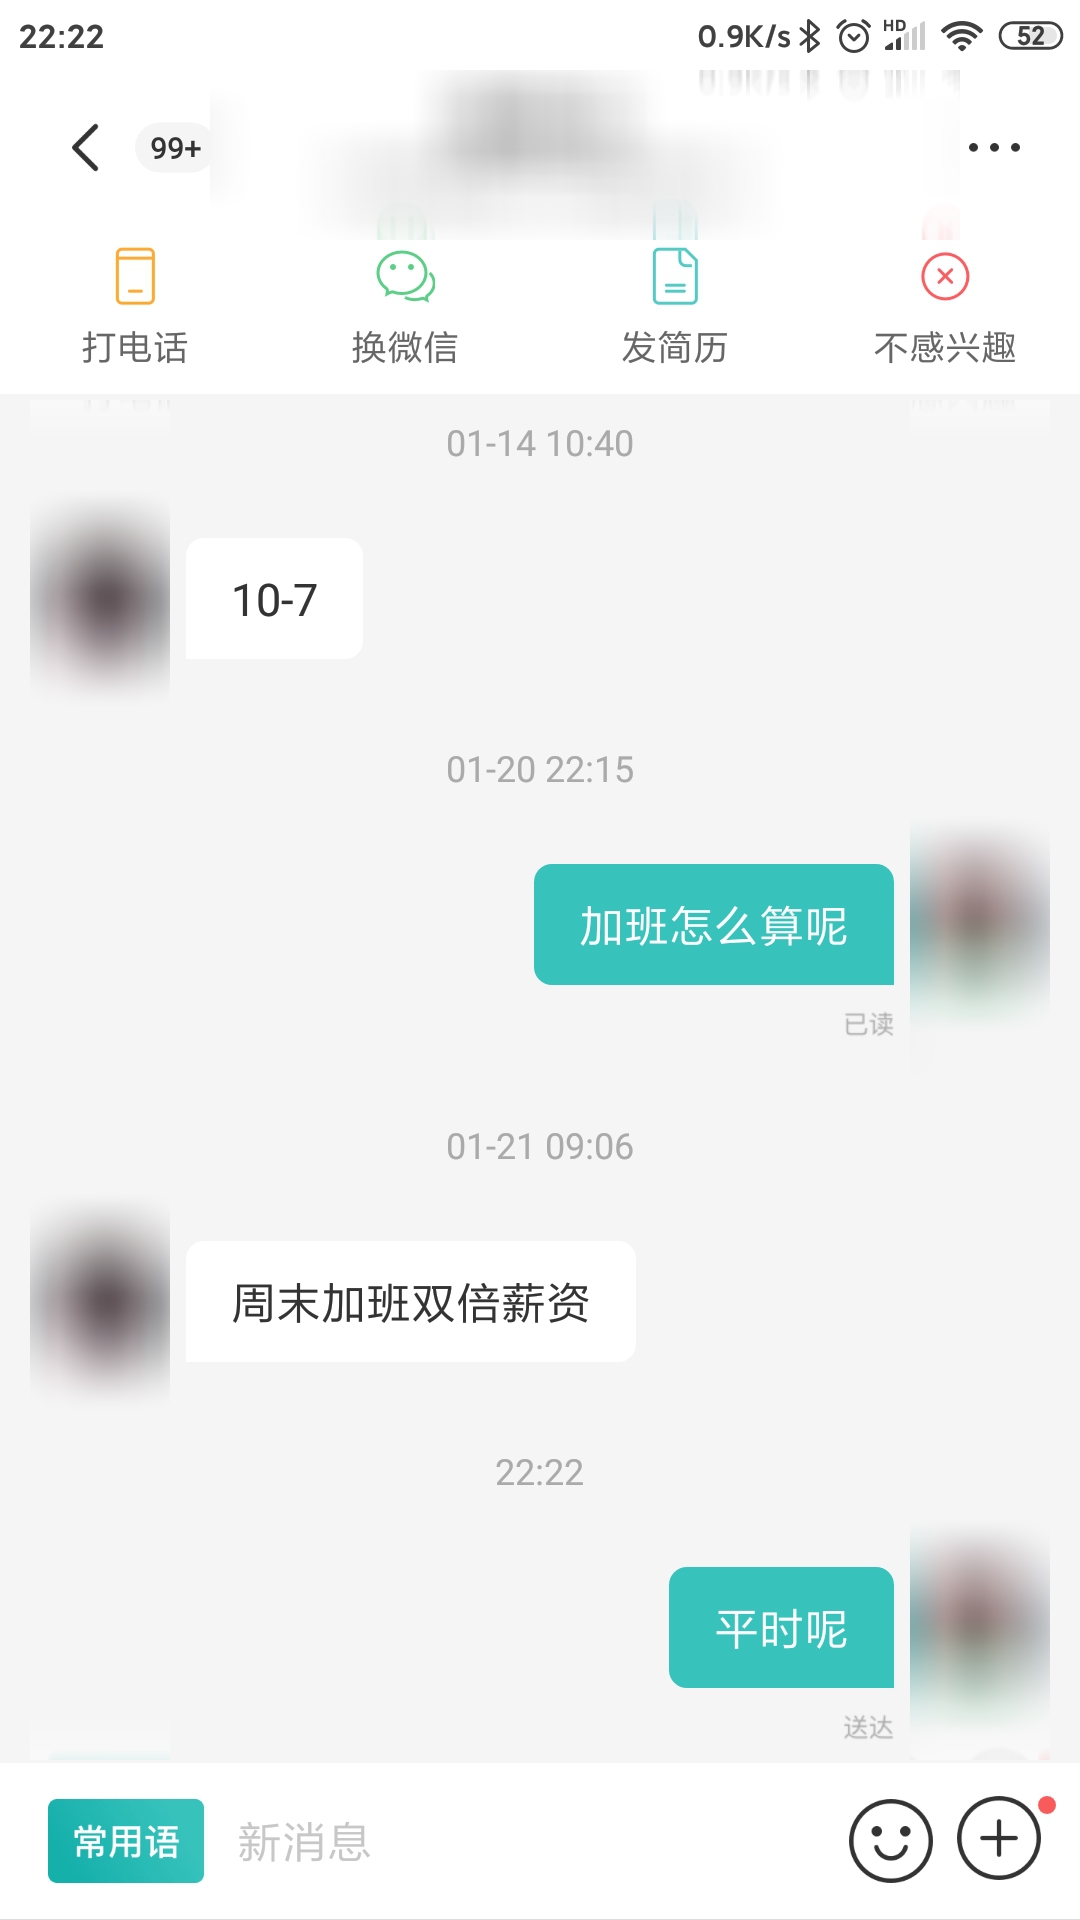 22:22
0.9K/s HD 52
99+
打电话 换微信 发简历 不感兴趣
01-14 10:40
10-7
01-20 22:15
加班怎么算呢
已读
01-21 09:06
周末加班双倍薪资
22:22
平时呢
送达
常用语 新消息